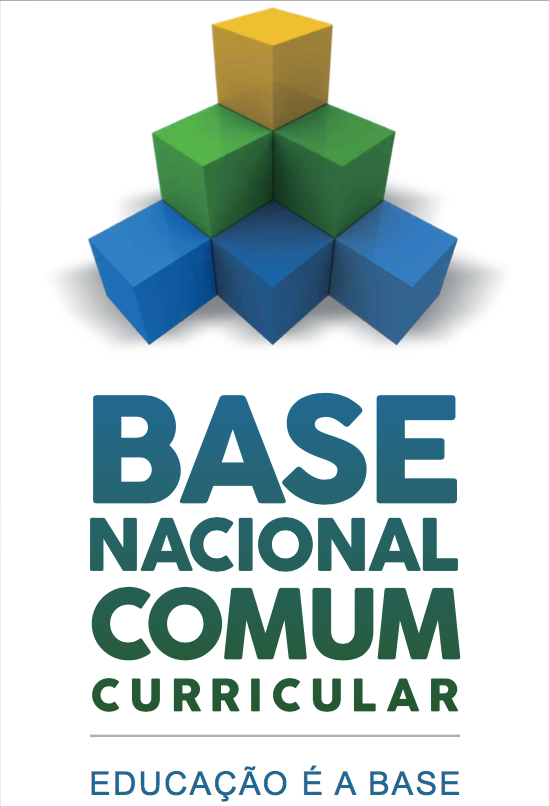 BASE
NACIONAL
COMUM
CURRICULAR
EDUCAÇÃO É A BASE